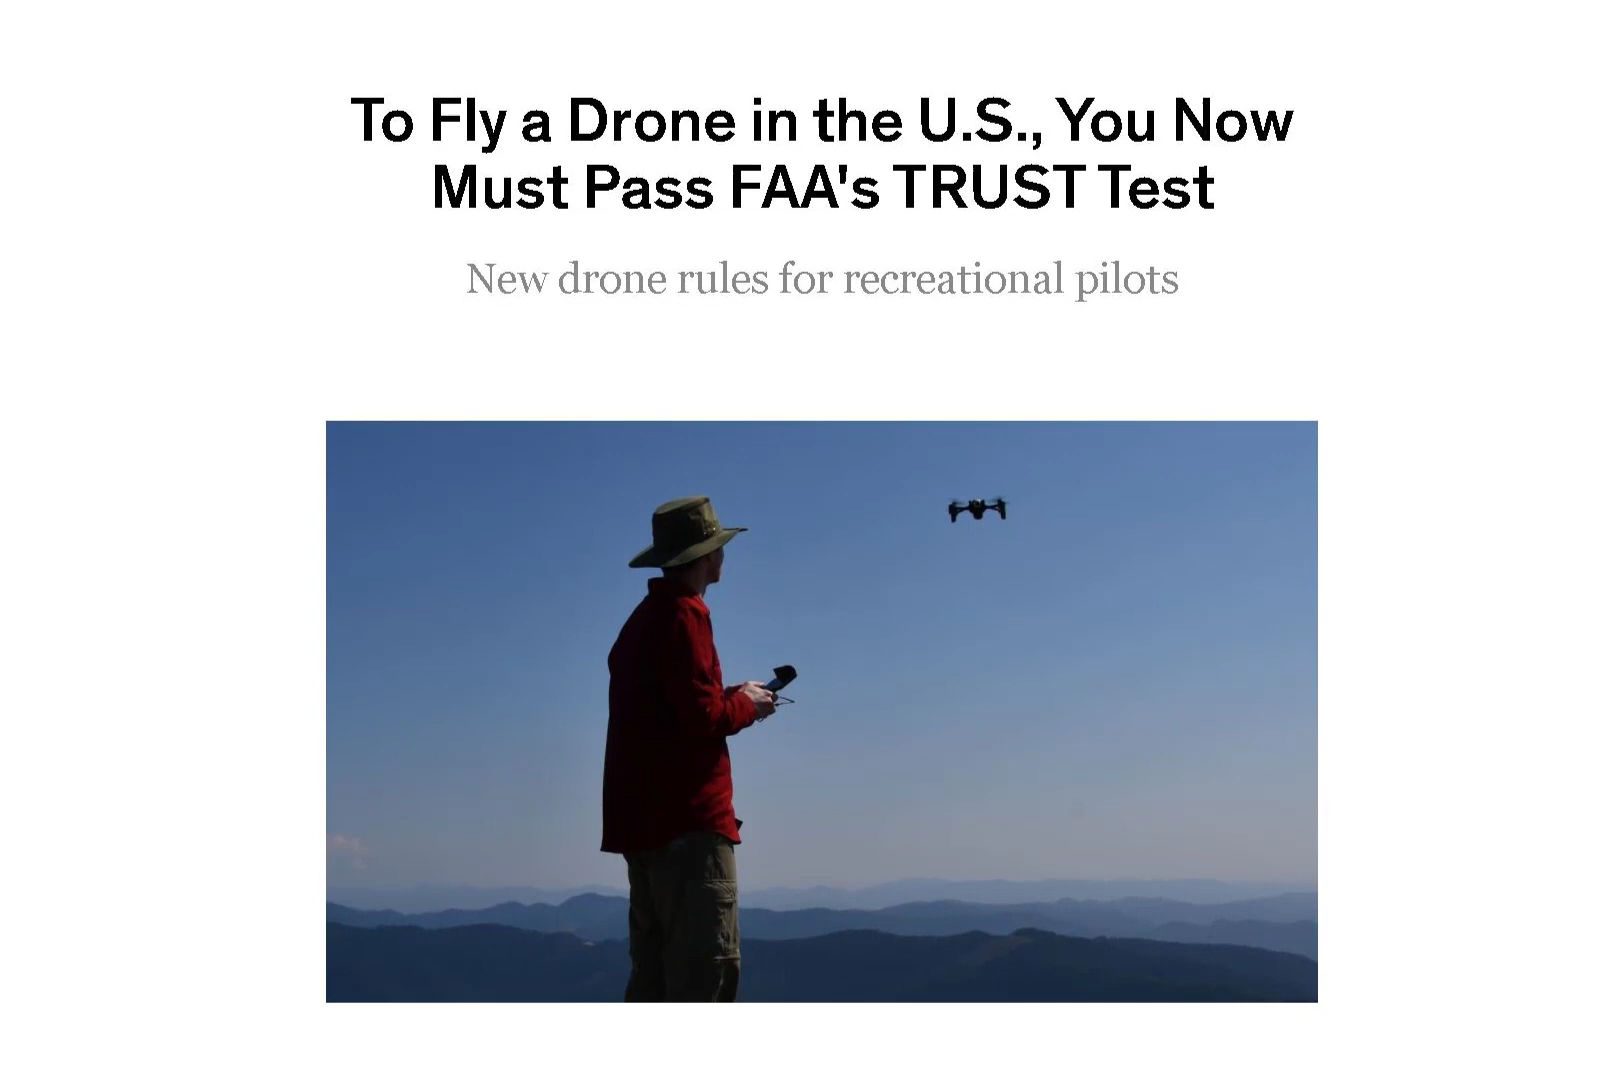 To Fly a Drone in the U.S., You Now
Must Pass FAA's TRUST Test
New drone rules for recreational pilots